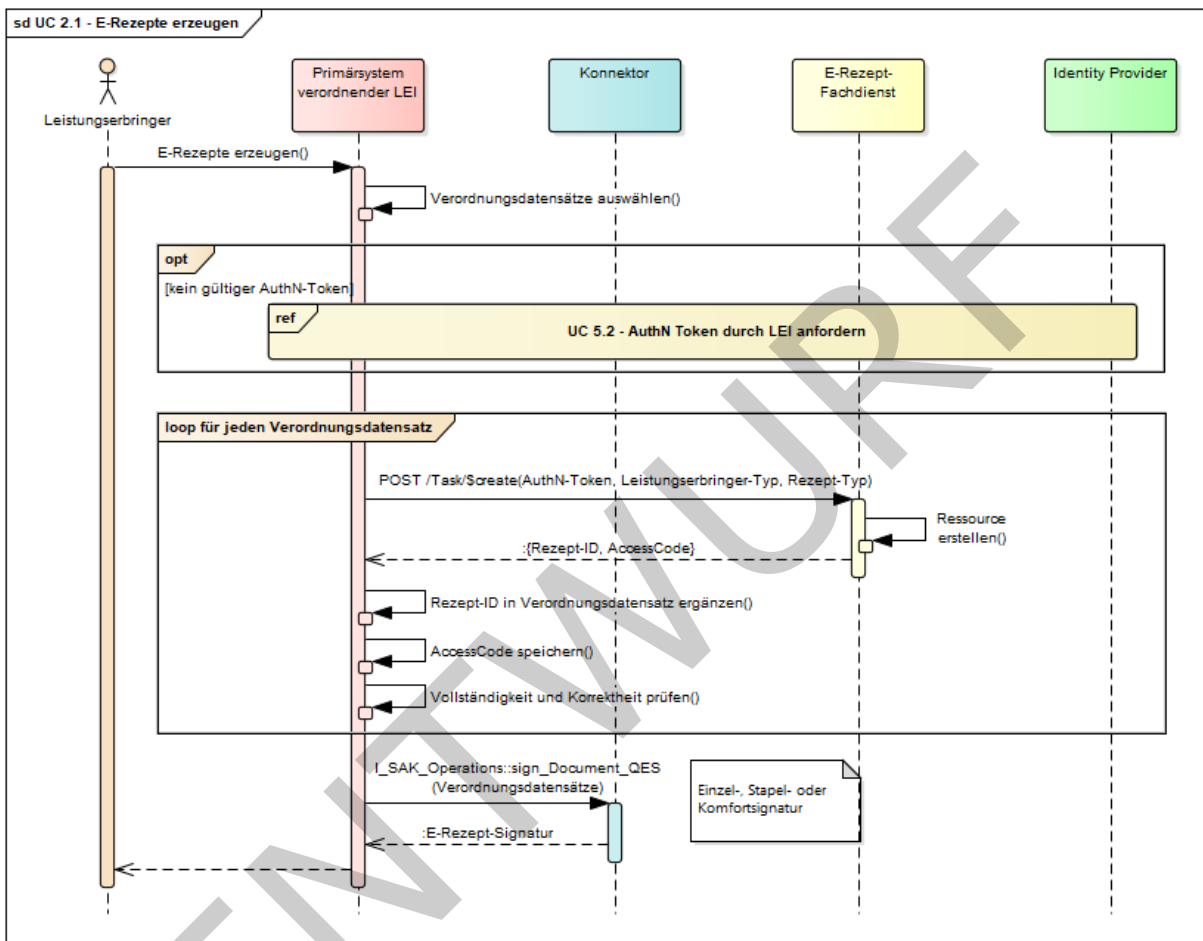 sd UC 2.1 - E-Rezepte erzeugen
Leistungserbringer
Primärsystem
verordnender LEI
Konnektor
E-Rezept-
Fachdienst
Identity Provider
E-Rezepte erzeugen()
Verordnungsdatensätze auswählen()
opt
[kein gültiger AuthN-Token]
ref
UC 5.2 - AuthN Token durch LEI anfordern
loop für jeden Verordnungsdatensatz
POST /Task/$create(AuthN-Token, Leistungserbringer-Typ, Rezept-Typ)
Ressource
erstellen()
:{Rezept-ID, AccessCode}
Rezept-ID in Verordnungsdatensatz ergänzen()
AccessCode speichern()
Vollständigkeit und Korrektheit prüfen()
I_SAK_Operations::sign_Document_QES
(Verordnungsdatensätze)
Einzel-, Stapel- oder
Komfortsignatur
:E-Rezept-Signatur
ENTWURF